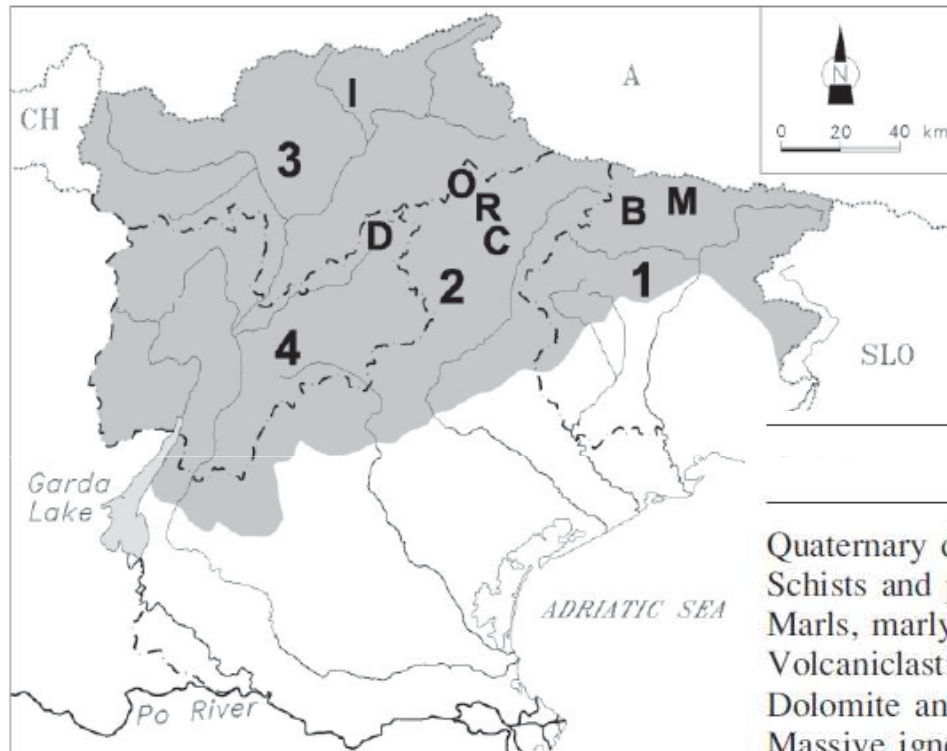 I
A
N
CH
0 20 40 km
3
O
R
B
M
D
C
2
1
4
SLO
Garda
Lake
Quaternary
Schists and
ADRIATIC SEA
Marls, marly
Volcaniclast
Po River
Dolomite an
Massive igne